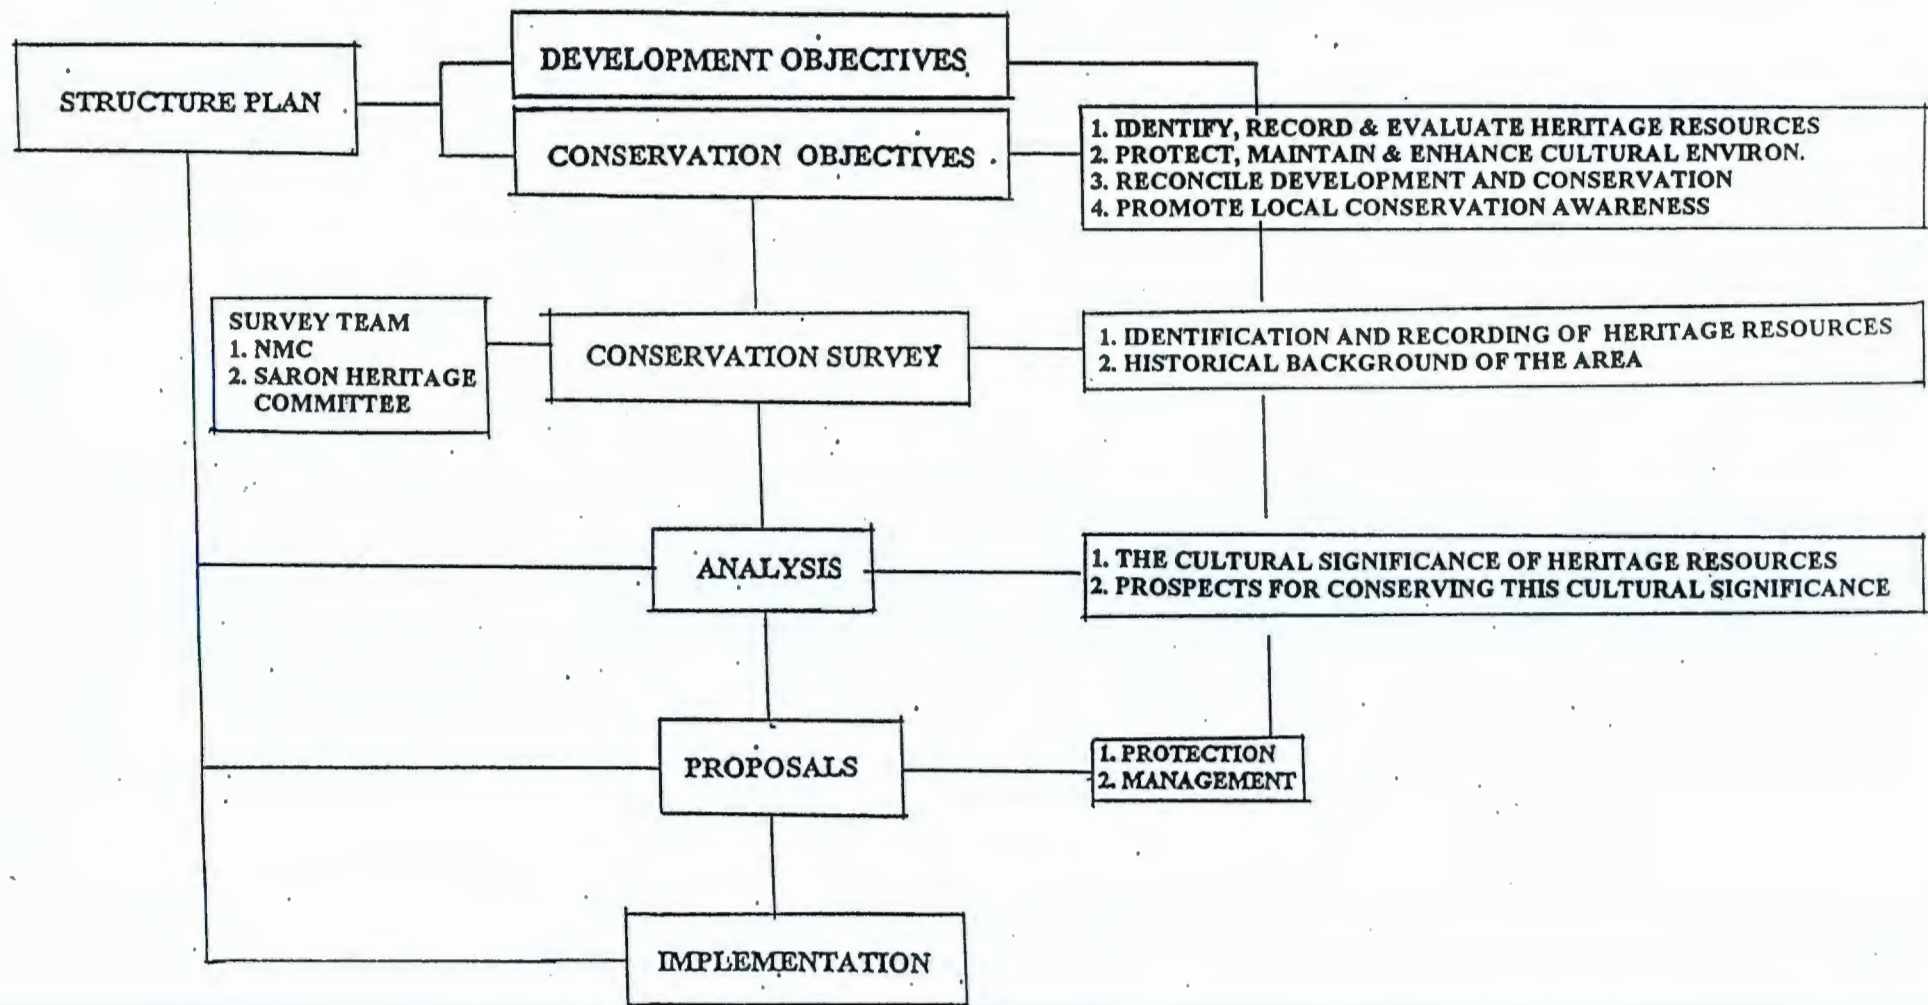 STRUCTURE PLAN
DEVELOPMENT OBJECTIVES
CONSERVATION OBJECTIVES
1. IDENTIFY, RECORD & EVALUATE HERITAGE RESOURCES
2. PROTECT, MAINTAIN & ENHANCE CULTURAL ENVIRON.
3. RECONCILE DEVELOPMENT AND CONSERVATION
4. PROMOTE LOCAL CONSERVATION AWARENESS
SURVEY TEAM
1. NMC
2. SARON HERITAGE
COMMITTEE
CONSERVATION SURVEY
1. IDENTIFICATION AND RECORDING OF HERITAGE RESOURCES
2. HISTORICAL BACKGROUND OF THE AREA
ANALYSIS
1. THE CULTURAL SIGNIFICANCE OF HERITAGE RESOURCES
2. PROSPECTS FOR CONSERVING THIS CULTURAL SIGNIFICANCE
PROPOSALS
1. PROTECTION
2. MANAGEMENT
IMPLEMENTATION